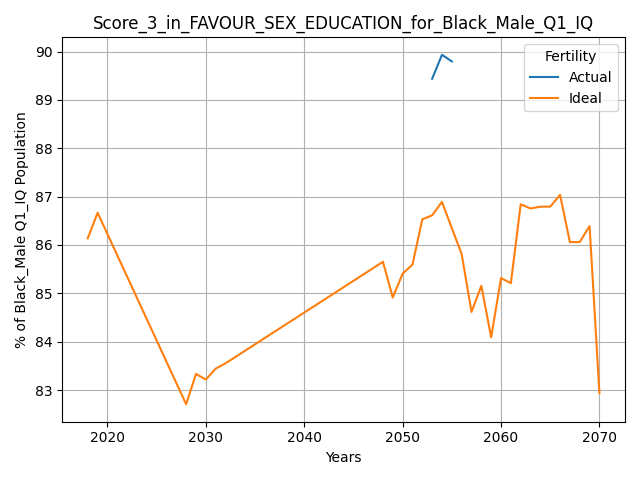 Score_3_in_FAVOUR_SEX_EDUCATION_for_Black_Male_Q1_IQ
Fertility
Actual
Ideal
90
89
88
87
86
85
84
83
% of Black_Male Q1_IQ Population
2020 2030 2040 2050 2060 2070
Years